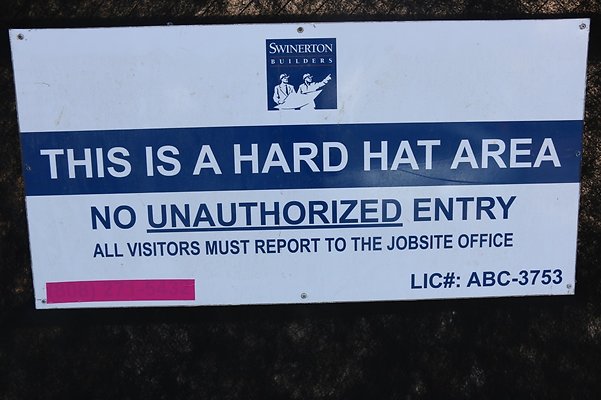 SWINERTON
BUILDERS
THIS IS A HARD HAT AREA
NO UNAUTHORIZED ENTRY
ALL VISITORS MUST REPORT TO THE JOBSITE OFFICE
LIC#: ABC-3753